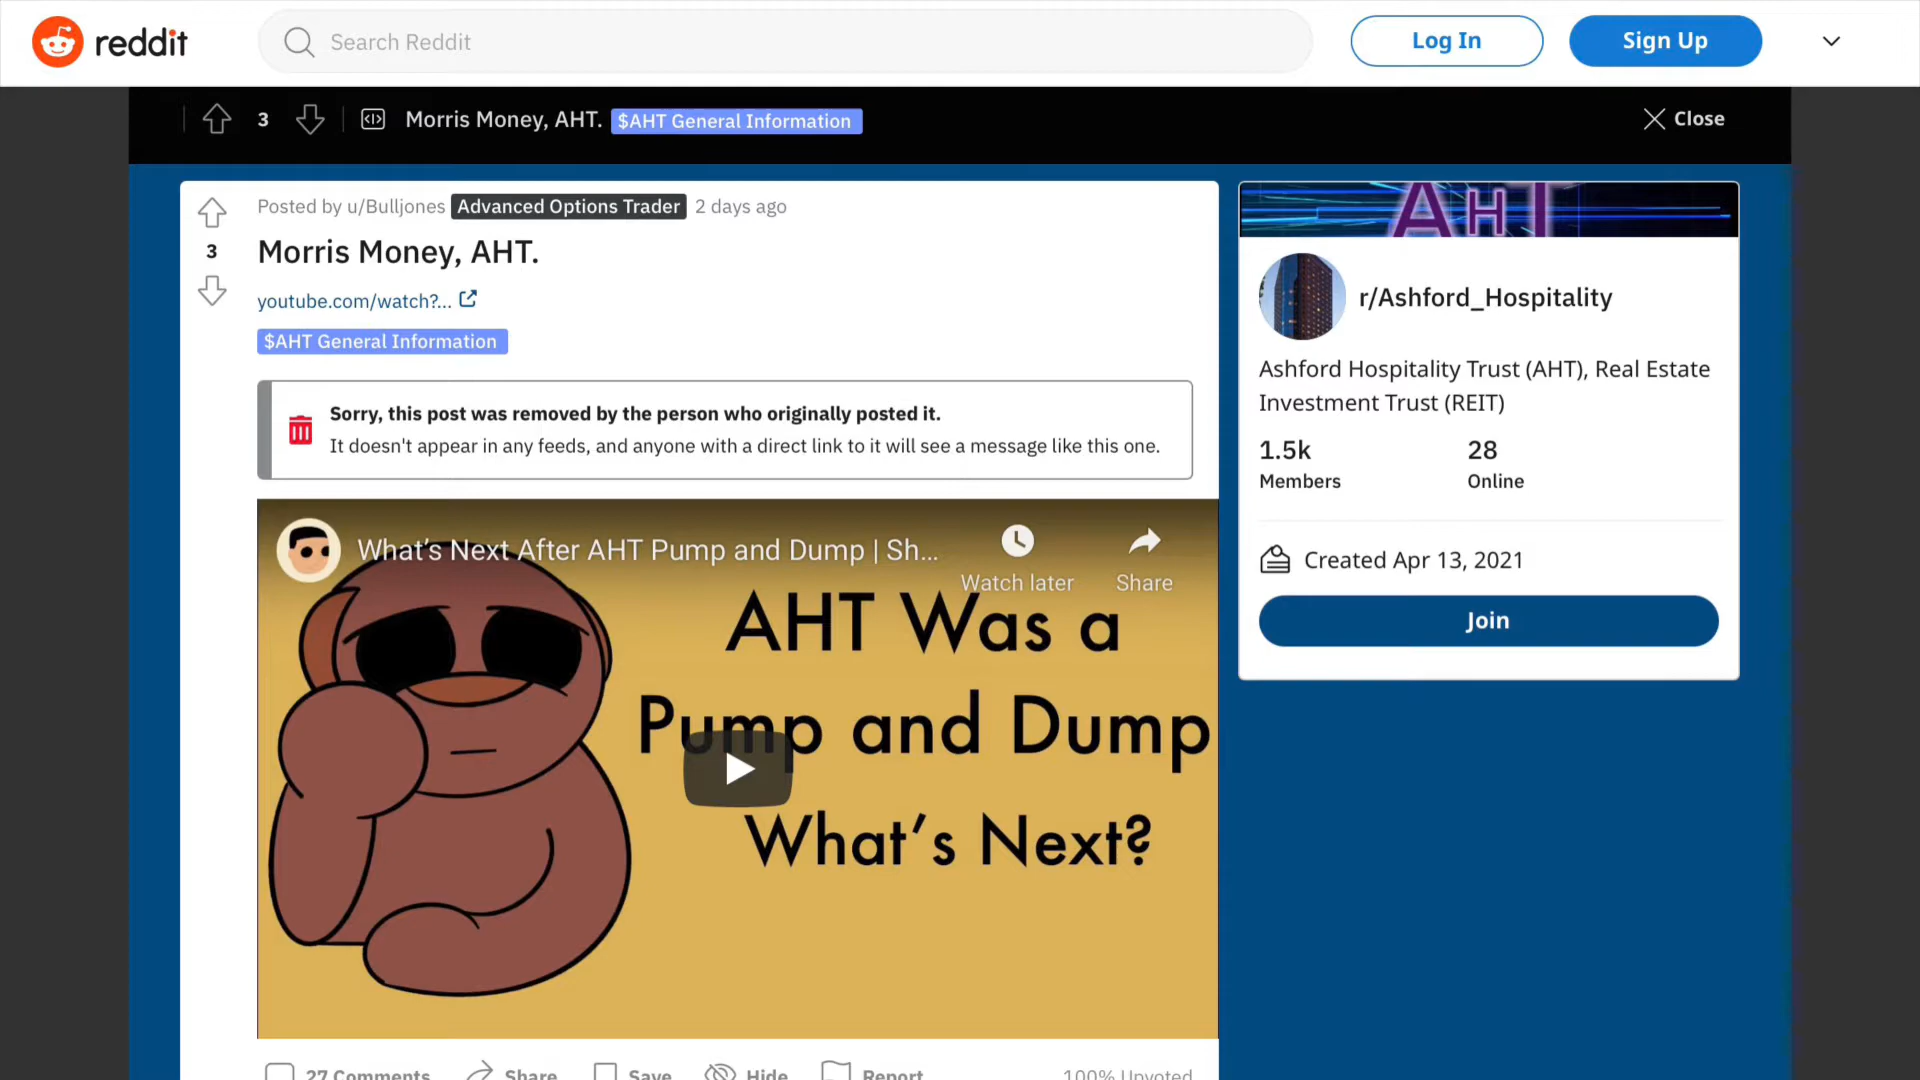 reddit
Search Reddit
Log In
Sign Up
3
Morris Money, AHT.
$AHT General Information
Close
Posted by u/Bulljones
Advanced Options Trader
2 days ago
3
Morris Money, AHT.
youtube.com/watch?...
$AHT General Information
Sorry, this post was removed by the person who originally posted it.
It doesn't appear in any feeds, and anyone with a direct link to it will see a message like this one.
What's Next After AHT Pump and Dump | Sh...
Watch later
Share
AHT Was a
Pump and Dump
What's Next?
27 Comments
Share
Save
Hide
Report
100% Upvoted
AHT
r/Ashford_Hospitality
Ashford Hospitality Trust (AHT), Real Estate
Investment Trust (REIT)
1.5k
28
Members
Online
Created Apr 13, 2021
Join